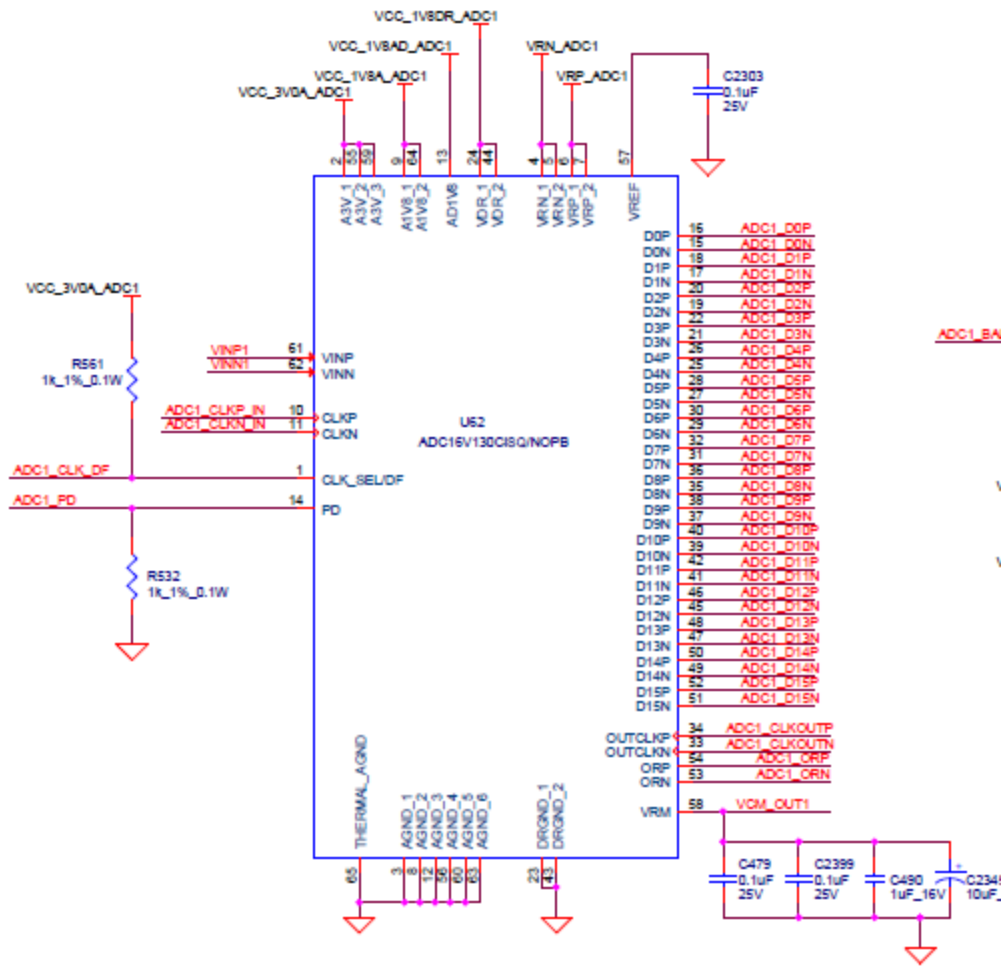 VCC_1V8DR_ADC1
VCC_1V8AD_ADC1
VRN_ADC1
VCC_1V8A_ADC1
VRP_ADC1
VCC_3V0A_ADC1
C2303
0.1uF
25V
2
55
59
9
64
13
24
44
4
5
6
7
57
A3V_1
A3V_2
A3V_3
A1V8_1
A1V8_2
AD1V8
VDR_1
VDR_2
VRN_1
VRN_2
VRP_1
VRP_2
VREF
D0P 16 ADC1_D0P
D0N 15 ADC1_D0N
D1P 18 ADC1_D1P
D1N 17 ADC1_D1N
D2P 20 ADC1_D2P
D2N 19 ADC1_D2N
D3P 22 ADC1_D3P
D3N 21 ADC1_D3N
D4P 26 ADC1_D4P
D4N 25 ADC1_D4N
D5P 28 ADC1_D5P
D5N 27 ADC1_D5N
D6P 30 ADC1_D6P
D6N 29 ADC1_D6N
D7P 32 ADC1_D7P
D7N 31 ADC1_D7N
D8P 36 ADC1_D8P
D8N 35 ADC1_D8N
D9P 38 ADC1_D9P
D9N 37 ADC1_D9N
D10P 40 ADC1_D10P
D10N 39 ADC1_D10N
D11P 42 ADC1_D11P
D11N 41 ADC1_D11N
D12P 46 ADC1_D12P
D12N 45 ADC1_D12N
D13P 48 ADC1_D13P
D13N 47 ADC1_D13N
D14P 50 ADC1_D14P
D14N 49 ADC1_D14N
D15P 52 ADC1_D15P
D15N 51 ADC1_D15N
OUTCLKP 34 ADC1_CLKOUTP
OUTCLKN 33 ADC1_CLKOUTN
ORP 54 ADC1_ORP
ORN 53 ADC1_ORN
VRM 58 VCM_OUT1
VCC_3V0A_ADC1
R561
1k_1%_0.1W
VINP1 61 VINP
VINN1 62 VINN
ADC1_CLKP_IN 10 CLKP
ADC1_CLKN_IN 11 CLKN
U62
ADC16V130CISQ/NOPB
ADC1_CLK_DF 1 CLK_SEL/DF
ADC1_PD 14 PD
R532
1k_1%_0.1W
THERMAL_AGND
AGND_1
AGND_2
AGND_3
AGND_4
AGND_5
AGND_6
DRGND_1
DRGND_2
65
3
8
12
56
60
63
23
43
C479
0.1uF
25V
C2399
0.1uF
25V
C490
1uF_16V
+
C2349
10uF_
ADC1_BAL
V
V